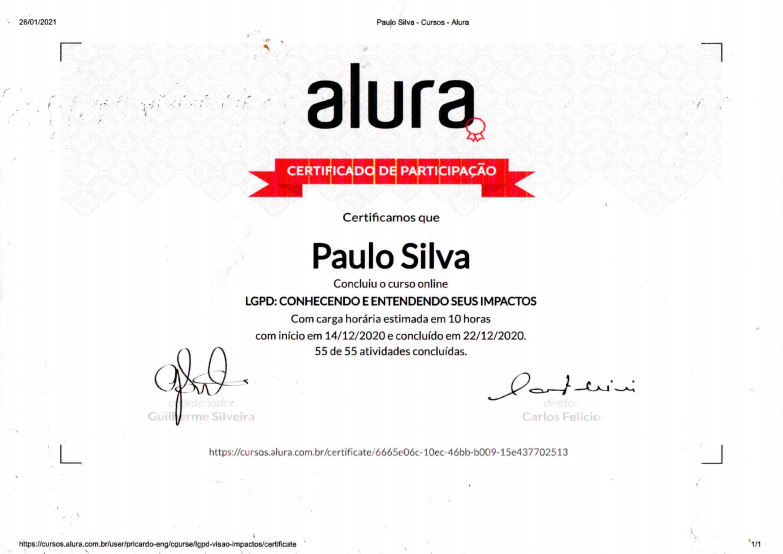 26/01/2021
Paulo Silva - Cursos - Alura
alura
CERTIFICADO DE PARTICIPAÇÃO
Certificamos que
Paulo Silva
Concluiu o curso online
LGPD: CONHECENDO E ENTENDENDO SEUS IMPACTOS
Com carga horária estimada em 10 horas
com início em 14/12/2020 e concluído em 22/12/2020.
55 de 55 atividades concluídas.
coordenador
Guilherme Silveira
diretor
Carlos Felício
https://cursos.alura.com.br/certificate/6665e06c-10ec-46bb-b009-15e437702513
https://cursos.alura.com.br/user/pricardo-eng/course/lgpd-visao-impactos/certificate
1/1